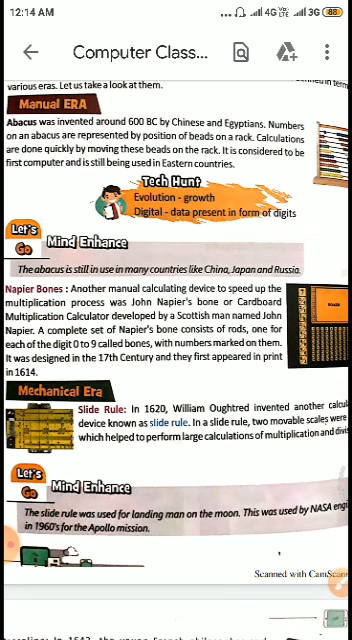 12:14 AM
4G
3G
88
Computer Class...
various eras. Let us take a look at them.
Manual ERA
Abacus was invented around 600 BC by Chinese and Egyptians. Numbers
on an abacus are represented by position of beads on a rack. Calculations
are done quickly by moving these beads on the rack. It is considered to be
first computer and is still being used in Eastern countries.
Tech Hunt
Evolution - growth
Digital - data present in form of digits
Let's
Go
Mind Enhance
The abacus is still in use in many countries like China, Japan and Russia.
Napier Bones : Another manual calculating device to speed up the
multiplication process was John Napier's bone or Cardboard
Multiplication Calculator developed by a Scottish man named John
Napier. A complete set of Napier's bone consists of rods, one for
each of the digit 0 to 9 called bones, with numbers marked on them.
It was designed in the 17th Century and they first appeared in print
in 1614.
Mechanical Era
Slide Rule: In 1620, William Oughtred invented another calcul
device known as slide rule. In a slide rule, two movable scales were
which helped to perform large calculations of multiplication and divis
Let's
Go
Mind Enhance
The slide rule was used for landing man on the moon. This was used by NASA engi
in 1960's for the Apollo mission.
Scanned with CamScann